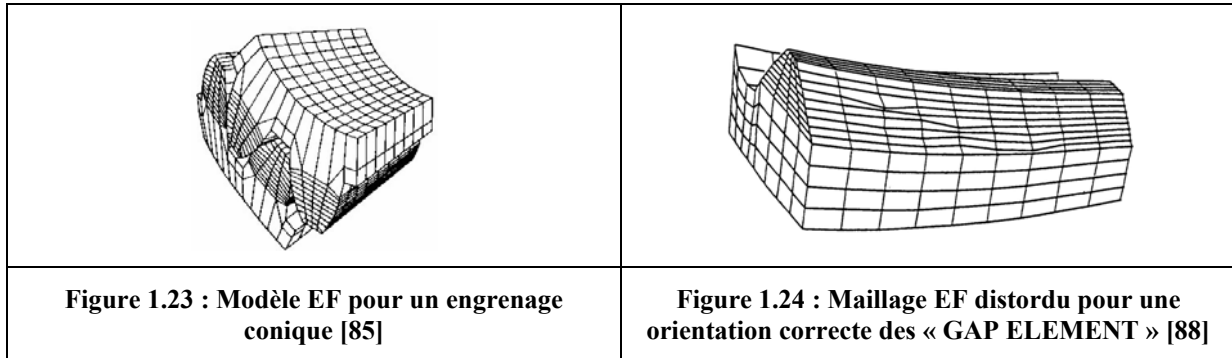 Figure 1.23 : Modèle EF pour un engrenage
conique [85]
Figure 1.24 : Maillage EF distordu pour une
orientation correcte des « GAP ELEMENT » [88]